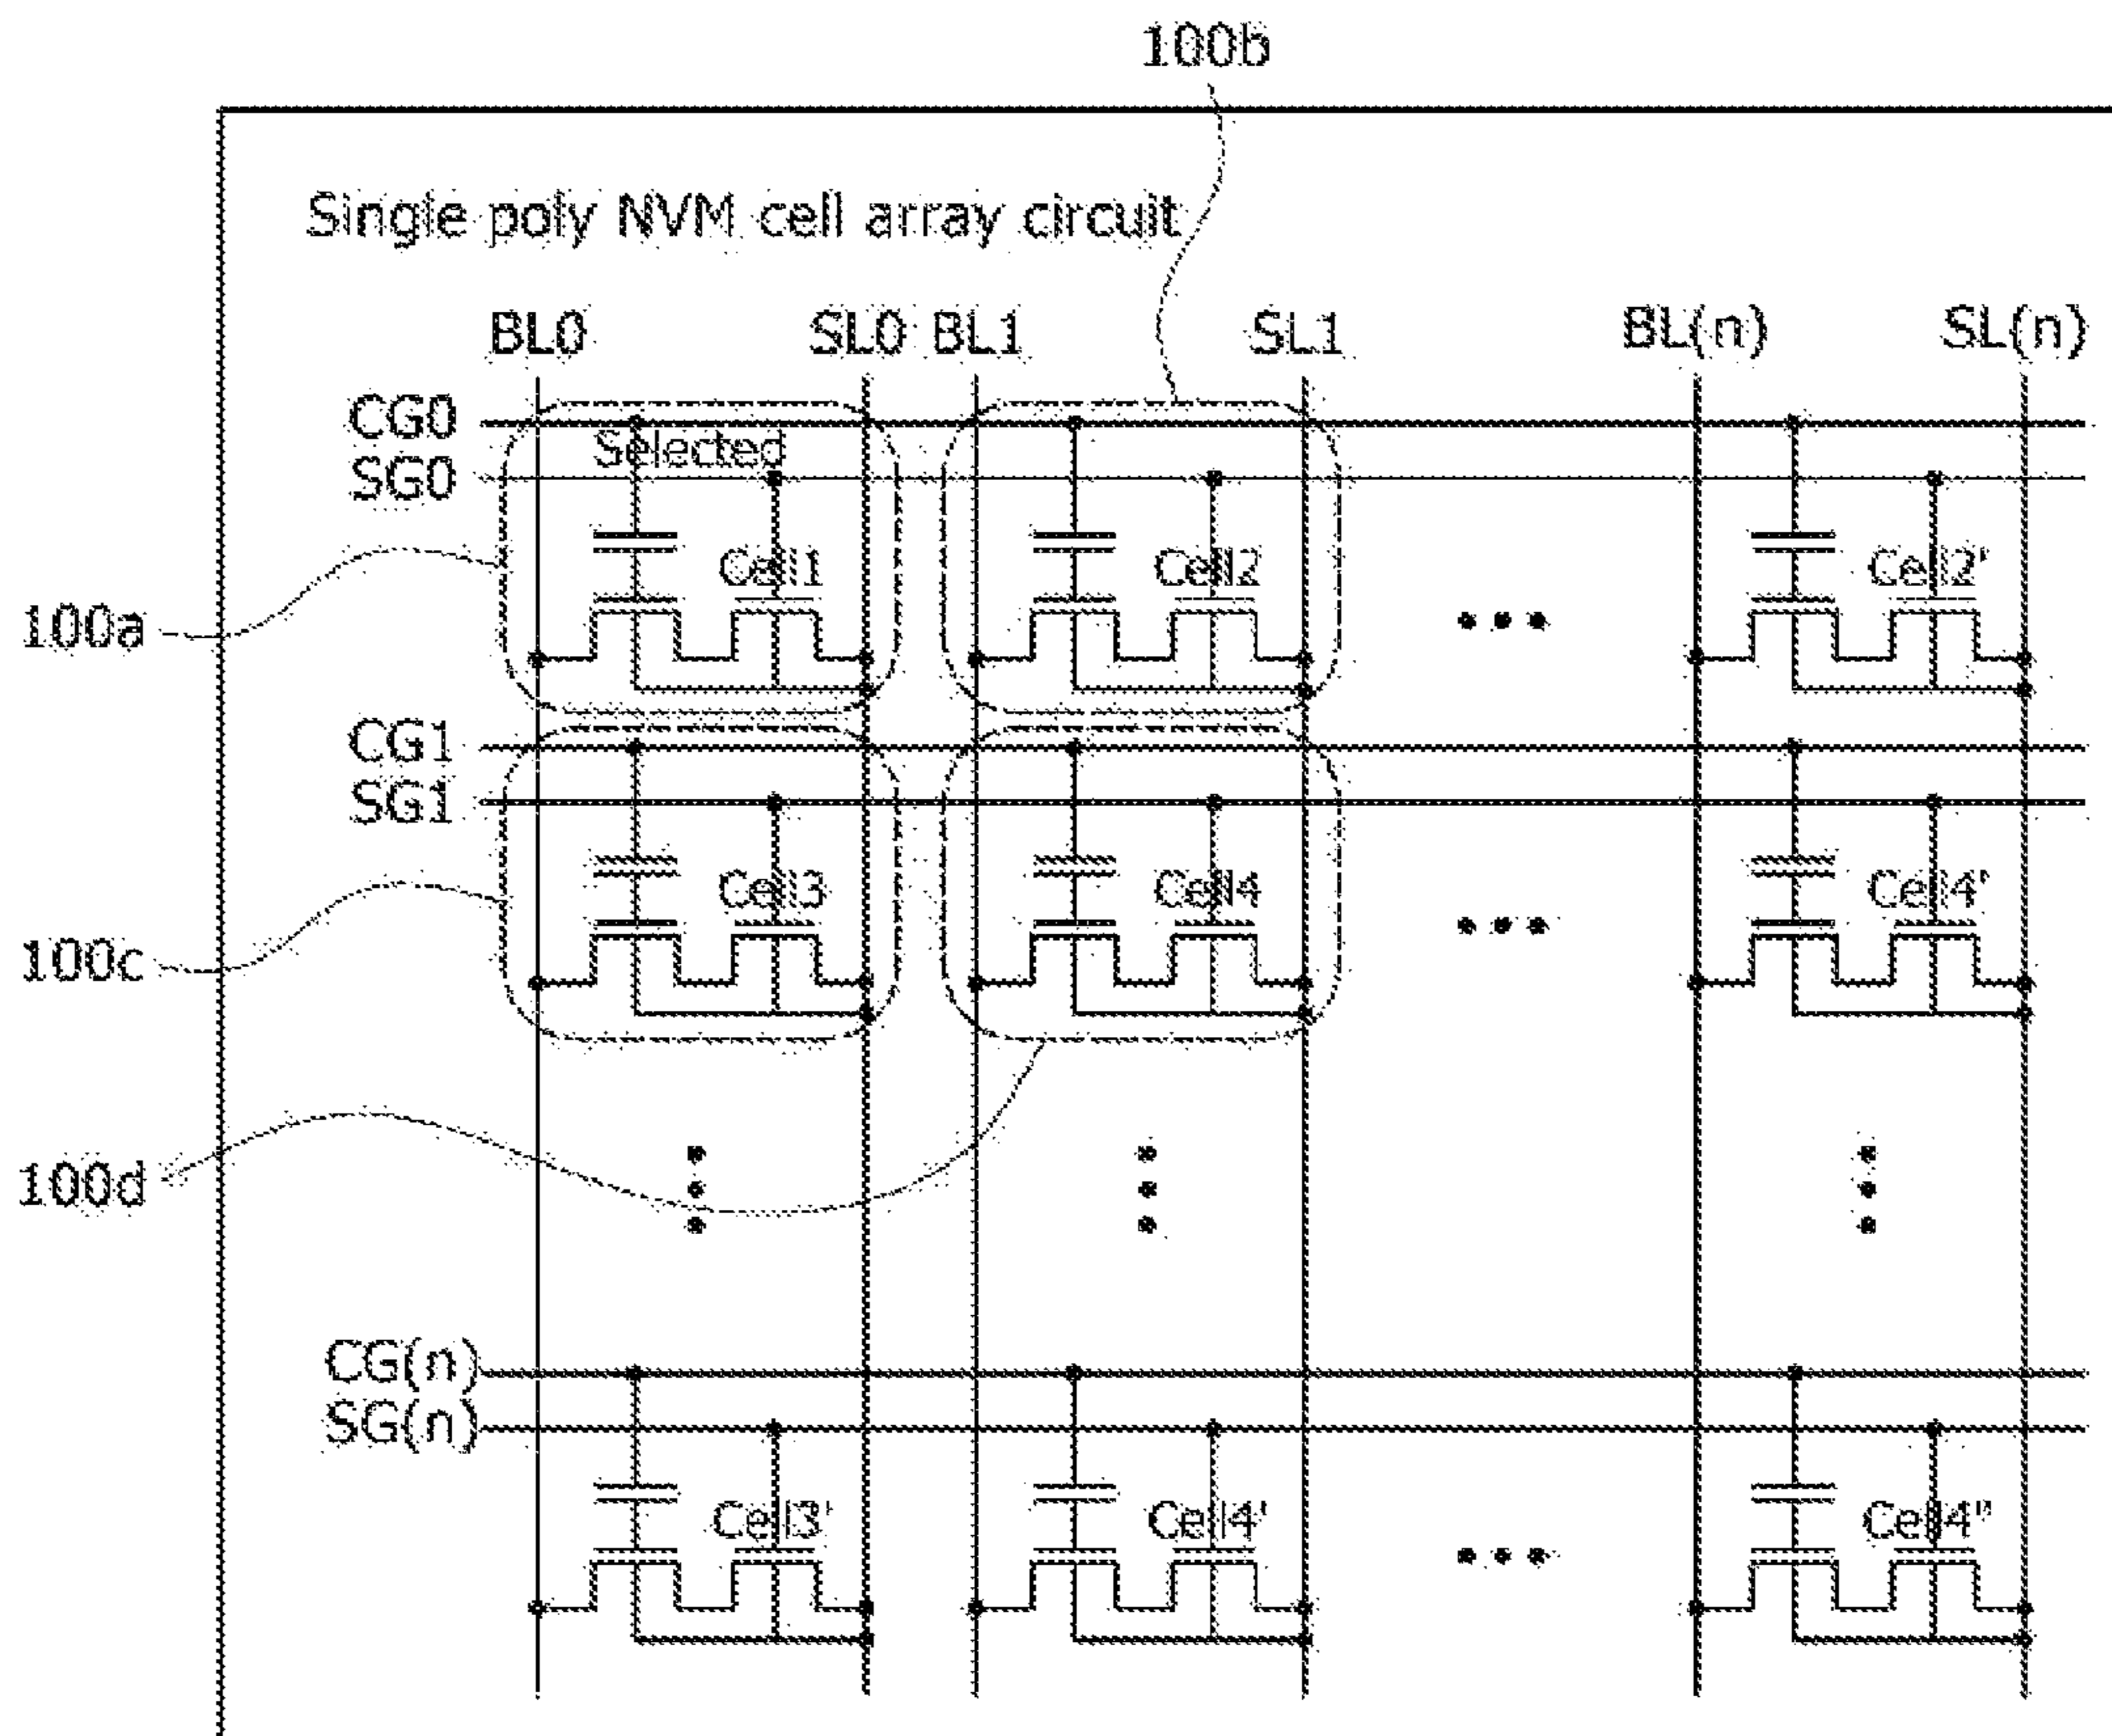 100b
Single poly NVM cell array circuit
BL0 SL0 BL1 SL1 BL(n) SL(n)
CG0
Selected
SG0
Cell1 Cell2 Cell2'
100a
CG1
SG1
Cell3 Cell4 Cell4'
100c
100d
CG(n)
SG(n)
Cell3' Cell4' Cell4"